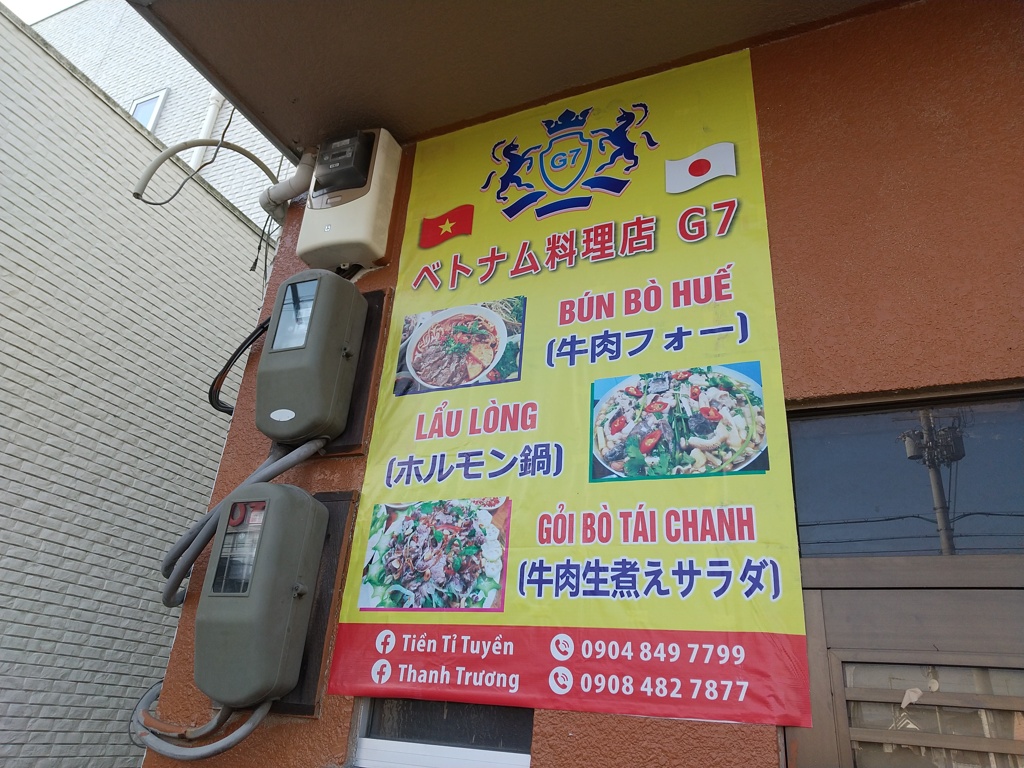 G7
ベトナム料理店 G7
BÚN BÒ HUẾ
(牛肉フォー)
LẨU LÒNG
(ホルモン鍋)
GỎI BÒ TÁI CHANH
(牛肉生煮えサラダ)
Tiền Tỉ Tuyền
0904 849 7799
Thanh Trương
0908 482 7877